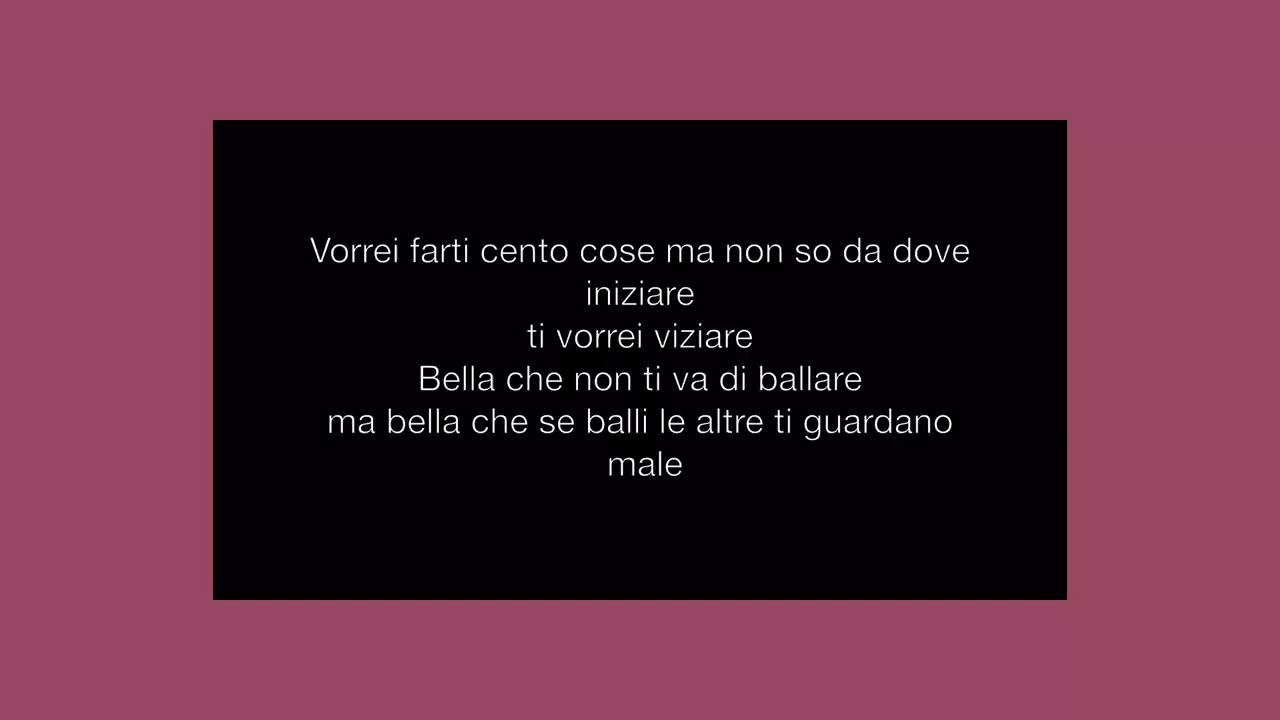 Vorrei farti cento cose ma non so da dove
iniziare
ti vorrei viziare
Bella che non ti va di ballare
ma bella che se balli le altre ti guardano
male